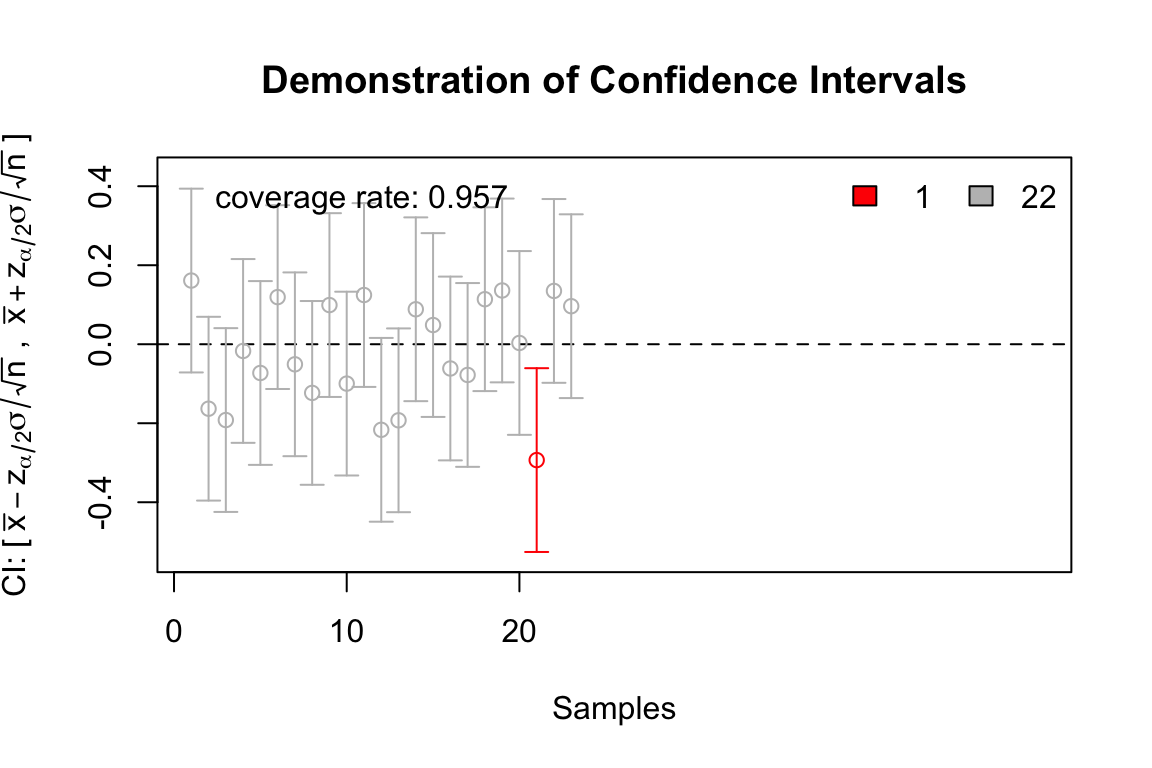 Demonstration of Confidence Intervals
CI: [ x̅ − zα/2σ/√n , x̅ + zα/2σ/√n ]
0.4
0.2
0.0
-0.4
coverage rate: 0.957
1 22
0 10 20
Samples